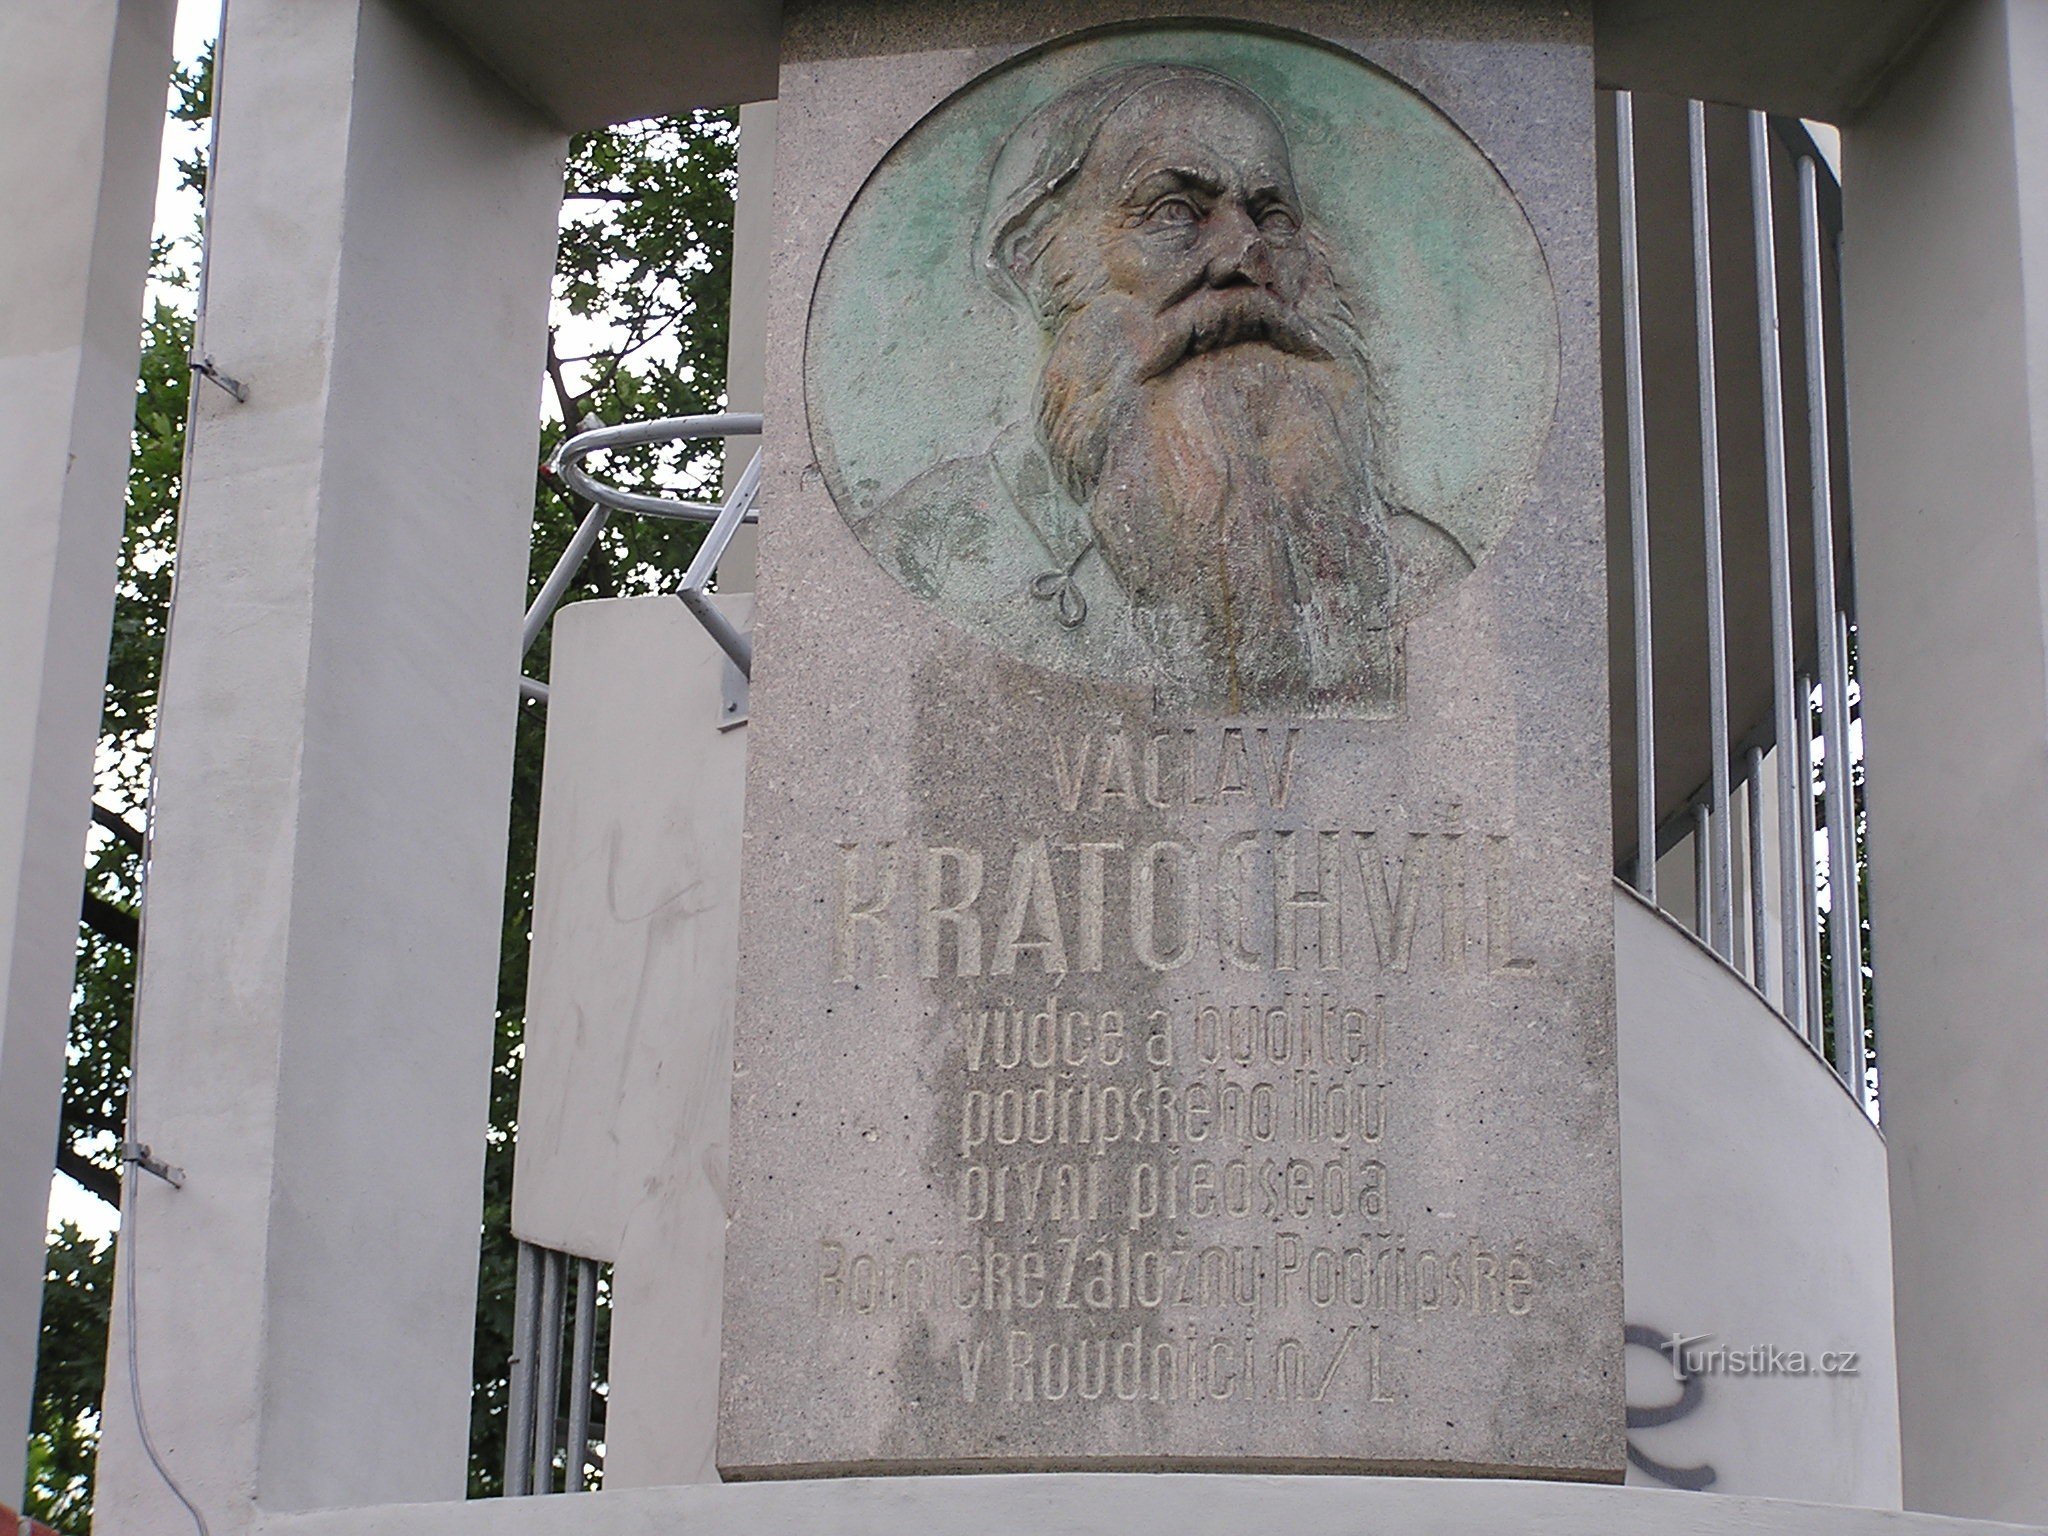 VÁCLAV
KRATOCHVÍL
vůdce a buditel
podřipského lidu
první předseda
Rolnické Záložny Podřipské
v Roudnici n/L
Turistika.cz